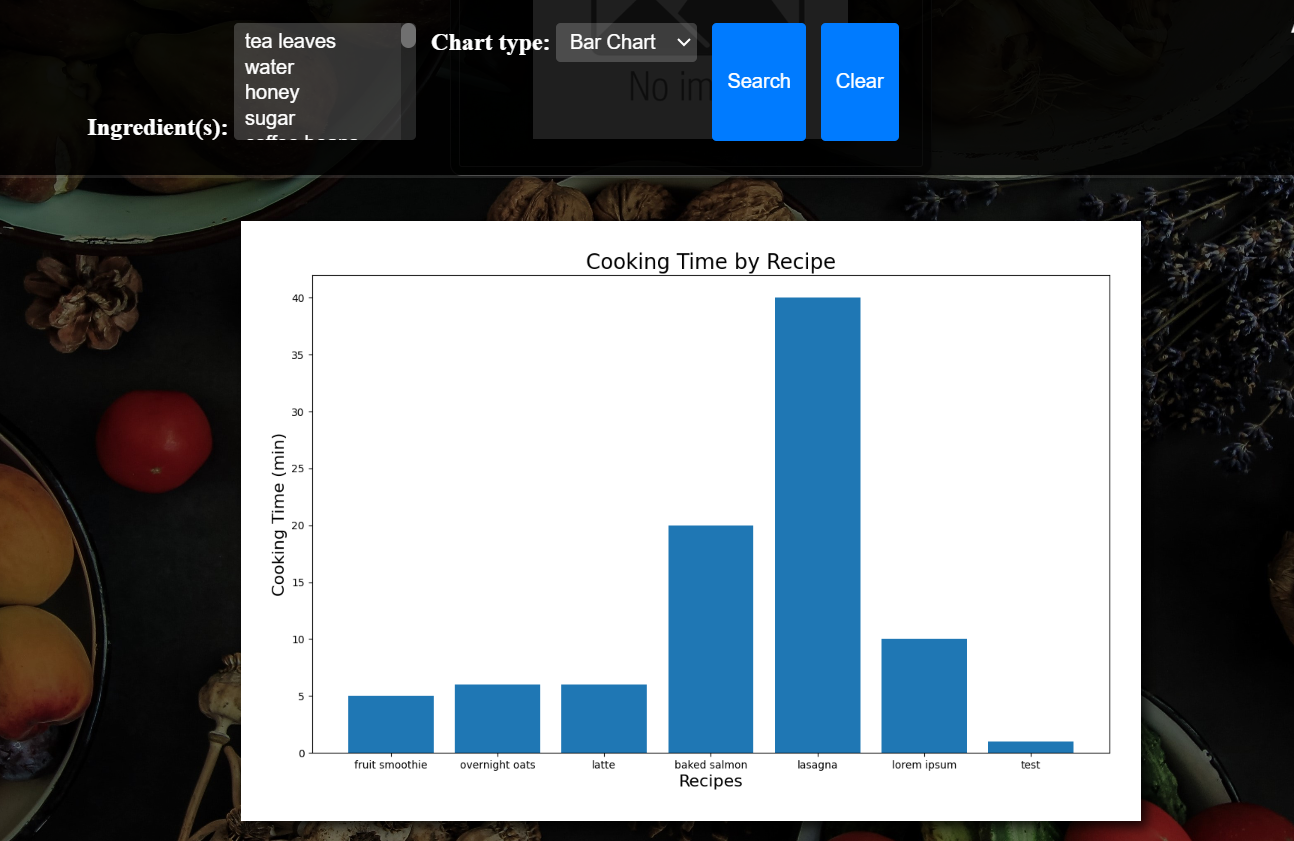 tea leaves
water
honey
sugar
Ingredient(s):
Chart type:
Bar Chart
Search
Clear
No im
Cooking Time by Recipe
Cooking Time (min)
40
35
30
25
20
15
10
5
0
fruit smoothie
overnight oats
latte
baked salmon
lasagna
lorem ipsum
test
Recipes